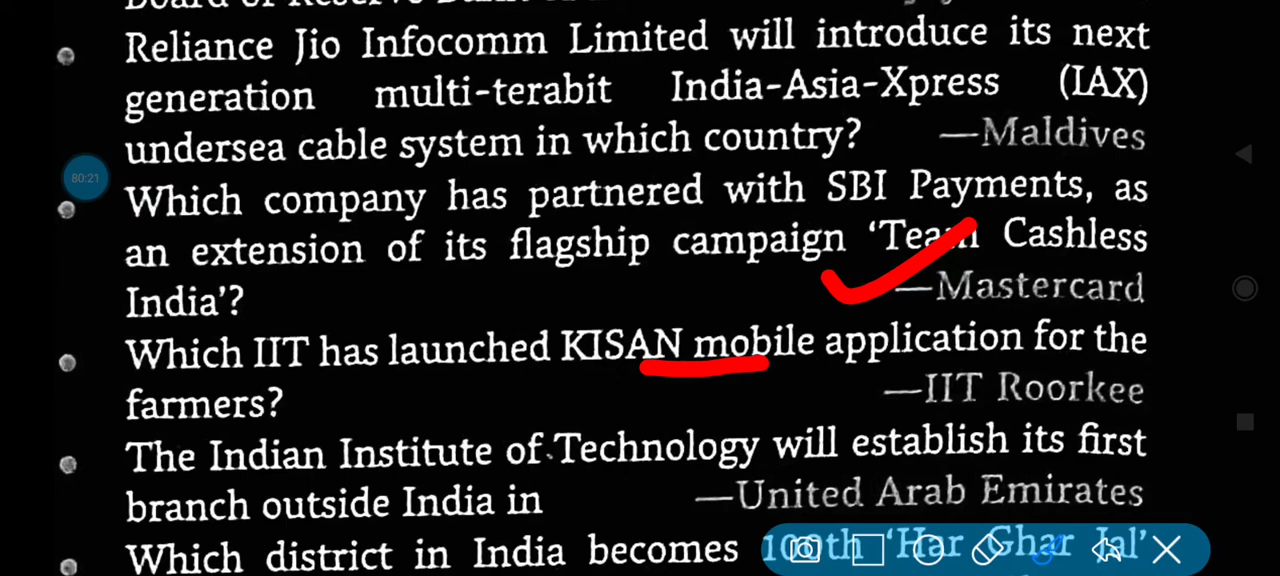 Reliance Jio Infocomm Limited will introduce its next
generation multi-terabit India-Asia-Xpress (IAX)
undersea cable system in which country? —Maldives
80:21
Which company has partnered with SBI Payments, as
an extension of its flagship campaign ‘Team Cashless
India’? —Mastercard
Which IIT has launched KISAN mobile application for the
farmers? —IIT Roorkee
The Indian Institute of Technology will establish its first
branch outside India in —United Arab Emirates
Which district in India becomes 100th ‘Har Ghar Jal’